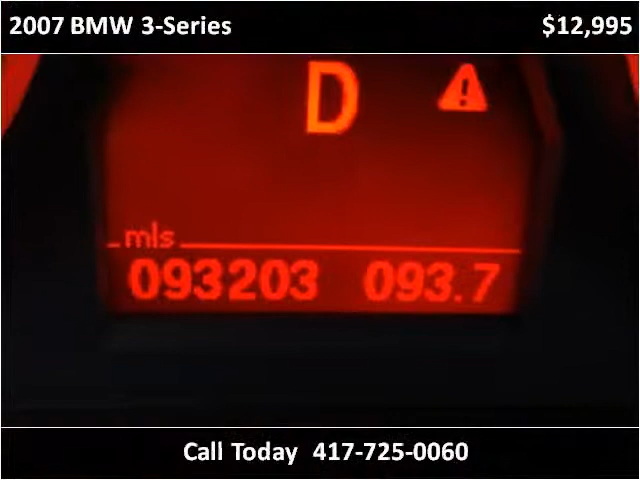 2007 BMW 3-Series $12,995
D
mls
093203 093.7
Call Today 417-725-0060